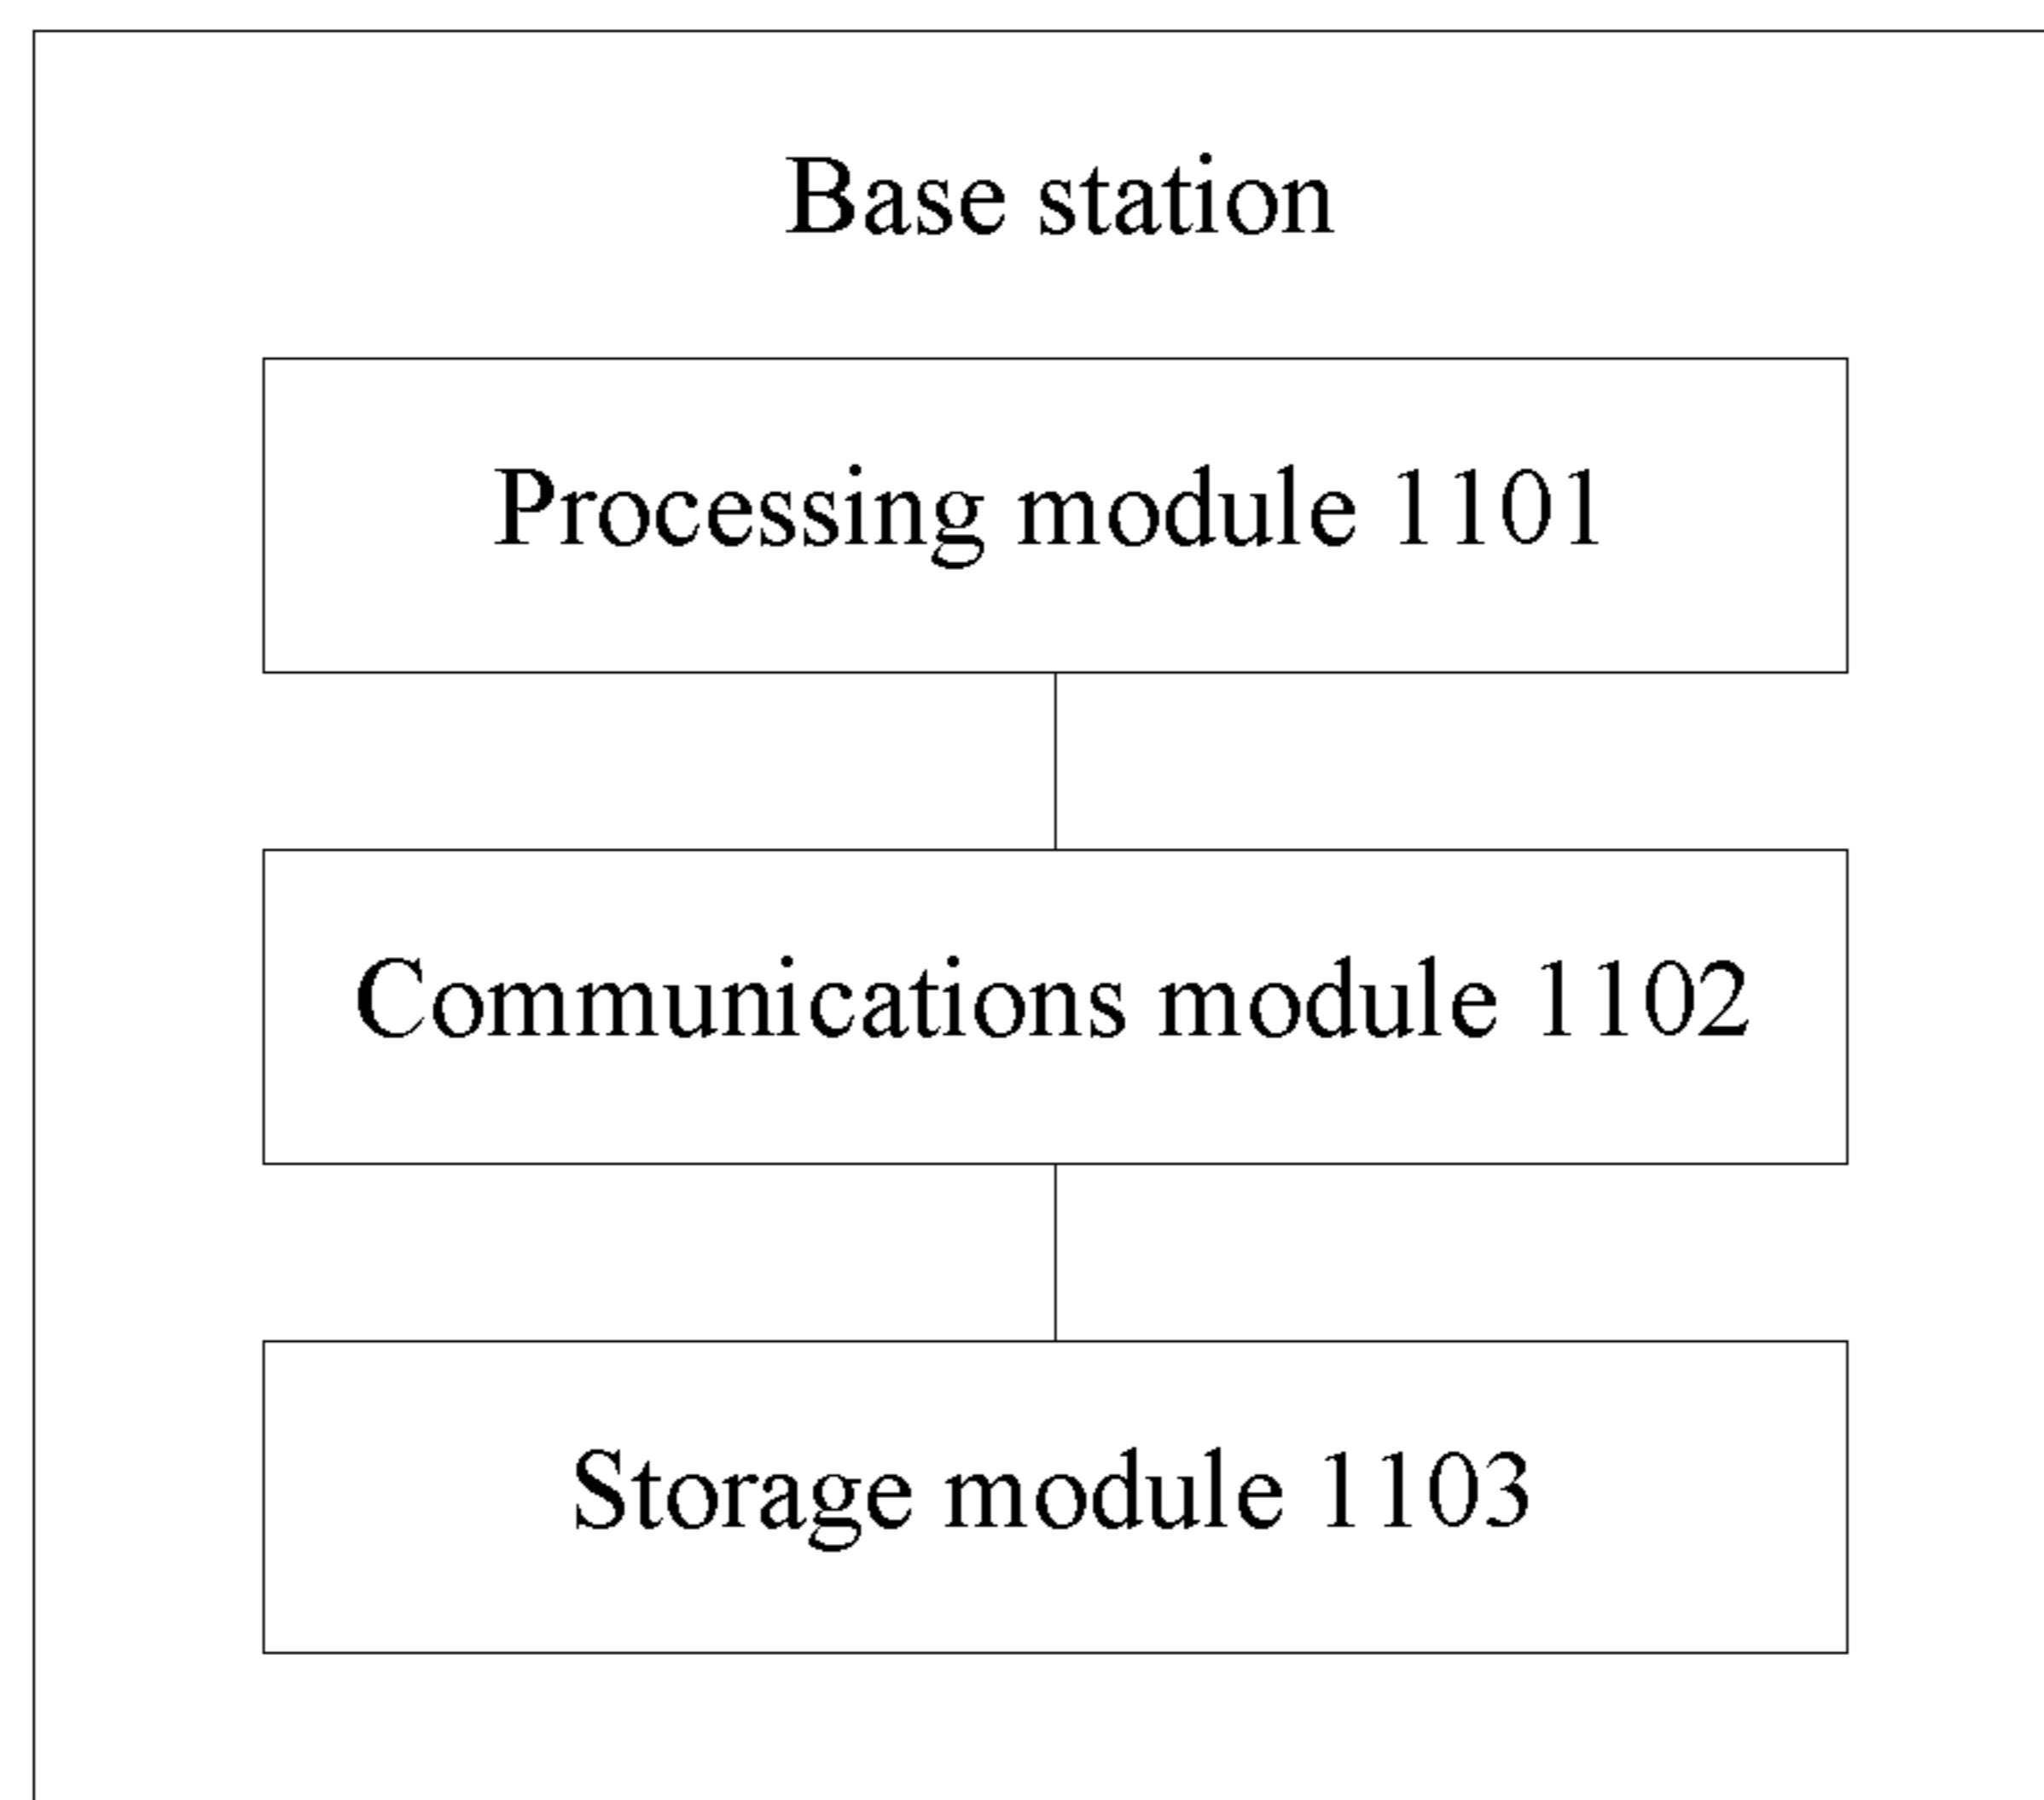 Base station
Processing module 1101
Communications module 1102
Storage module 1103